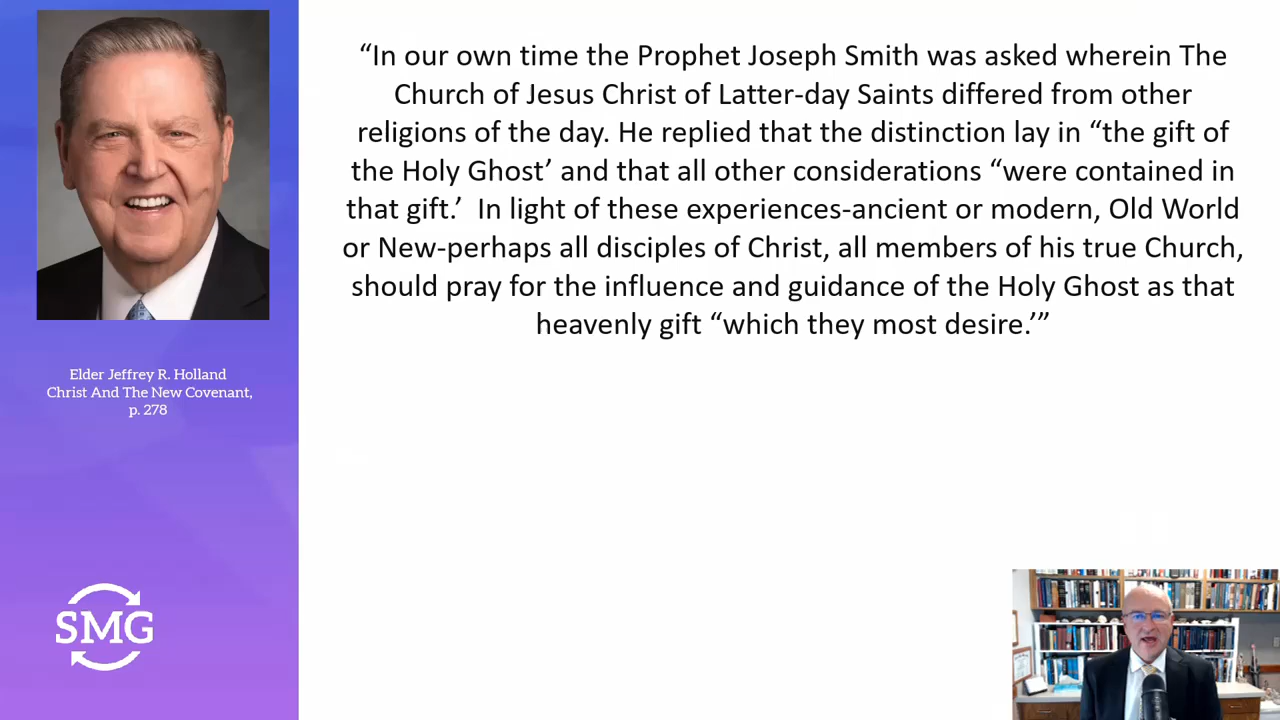 “In our own time the Prophet Joseph Smith was asked wherein The
Church of Jesus Christ of Latter-day Saints differed from other
religions of the day. He replied that the distinction lay in “the gift of
the Holy Ghost’ and that all other considerations “were contained in
that gift.’  In light of these experiences-ancient or modern, Old World
or New-perhaps all disciples of Christ, all members of his true Church,
should pray for the influence and guidance of the Holy Ghost as that
heavenly gift “which they most desire.’”
Elder Jeffrey R. Holland
Christ And The New Covenant,
p. 278
SMG